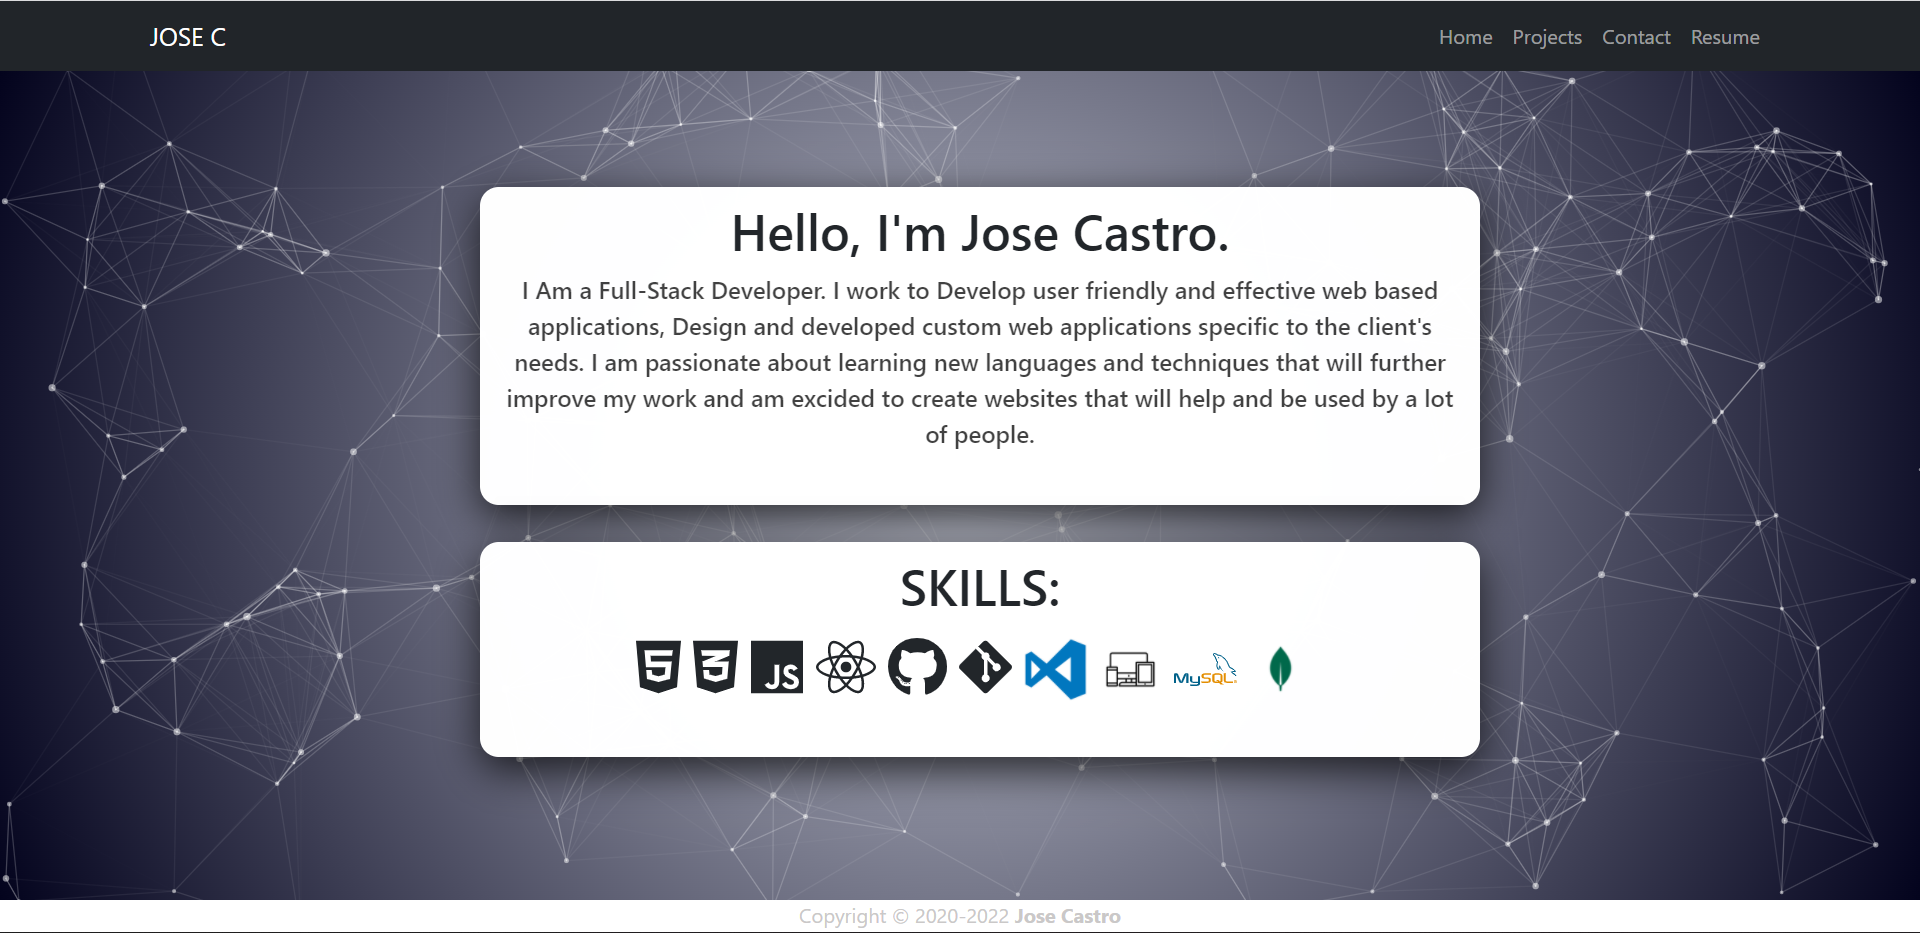 JOSE C
Home Projects Contact Resume
Hello, I'm Jose Castro.
I Am a Full-Stack Developer. I work to Develop user friendly and effective web based
applications, Design and developed custom web applications specific to the client's
needs. I am passionate about learning new languages and techniques that will further
improve my work and am excided to create websites that will help and be used by a lot
of people.
SKILLS:
5 3 JS MySQL
Copyright © 2020-2022 Jose Castro